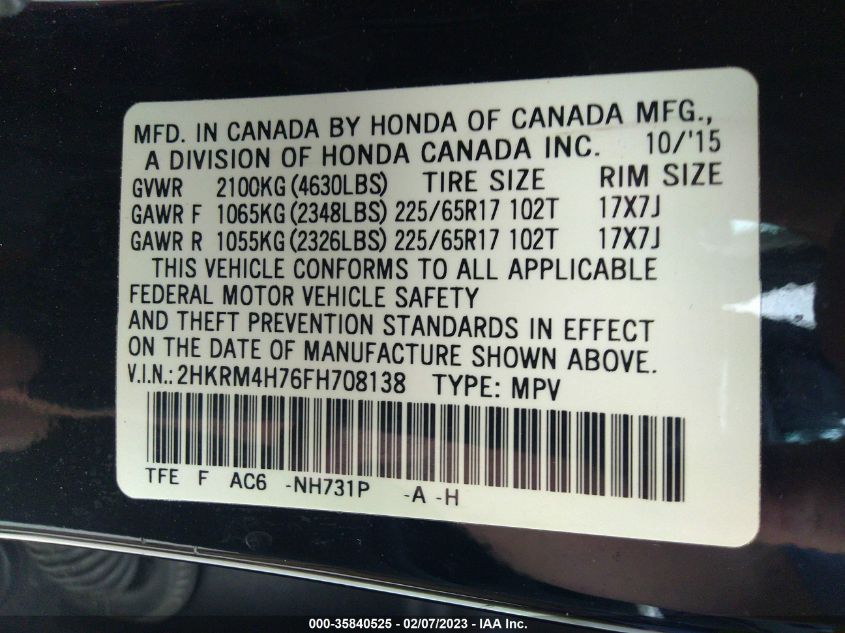 MFD. IN CANADA BY HONDA OF CANADA MFG.,
A DIVISION OF HONDA CANADA INC. 10/'15
GVWR 2100KG (4630LBS) TIRE SIZE RIM SIZE
GAWR F 1065KG (2348LBS) 225/65R17 102T 17X7J
GAWR R 1055KG (2326LBS) 225/65R17 102T 17X7J
THIS VEHICLE CONFORMS TO ALL APPLICABLE
FEDERAL MOTOR VEHICLE SAFETY
AND THEFT PREVENTION STANDARDS IN EFFECT
ON THE DATE OF MANUFACTURE SHOWN ABOVE.
V.I.N.: 2HKRM4H76FH708138 TYPE: MPV
TFE F AC6 -NH731P -A -H
000-35840525 - 02/07/2023 - IAA Inc.